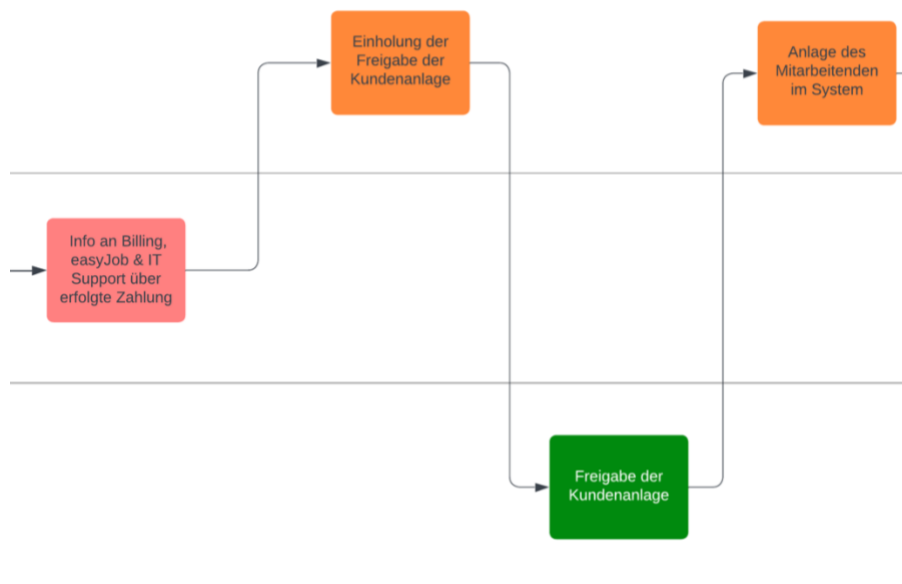 Einholung der
Freigabe der
Kundenanlage
Anlage des
Mitarbeitenden
im System
Info an Billing,
easyJob & IT
Support über
erfolgte Zahlung
Freigabe der
Kundenanlage